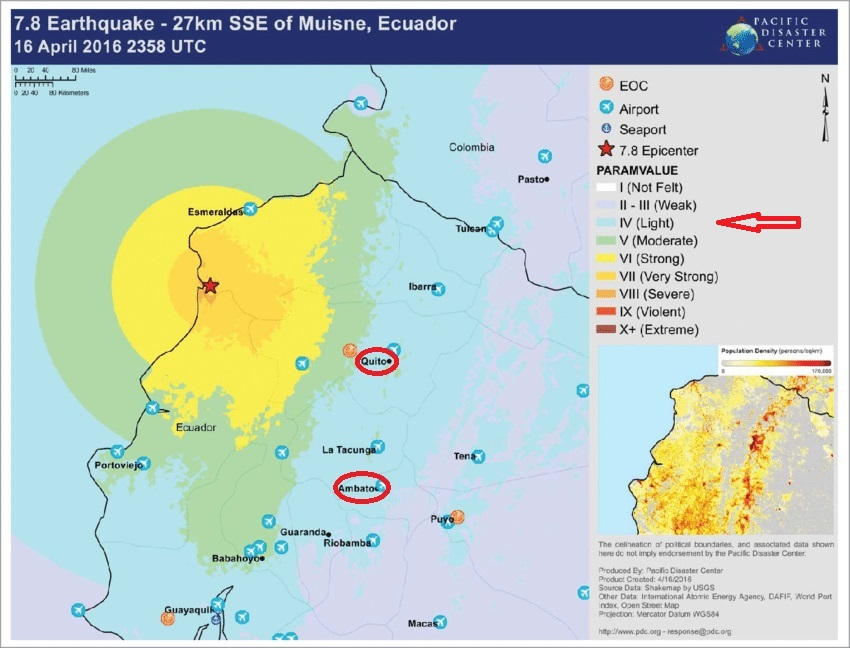 7.8 Earthquake - 27km SSE of Muisne, Ecuador
16 April 2016 2358 UTC
PACIFIC
DISASTER
CENTER
0 20 40 80 Miles
0 20 40 80 Kilometers
N
EOC
Airport
Seaport
7.8 Epicenter
PARAMVALUE
I (Not Felt)
II - III (Weak)
IV (Light)
V (Moderate)
VI (Strong)
VII (Very Strong)
VIII (Severe)
IX (Violent)
X+ (Extreme)
Colombia
Pasto
Esmeraldas
Tulcan
Ibarra
Quito
Ecuador
La Tacunga
Tena
Portoviejo
Ambato
Puyo
Guaranda
Riobamba
Babahoyo
Guayaquil
Macas
Population Density (persons/sqkm)
0 170,000
The delineation of political boundaries, and associated data shown
here do not imply endorsement by the Pacific Disaster Center.
Produced By: Pacific Disaster Center
Product Created: 4/16/2016
Source Data: Shakemap by USGS
Other Data: International Atomic Energy Agency, DAFIF, World Port
Index, Open Street Map
Projection: Mercator Datum WGS84
http://www.pdc.org - response@pdc.org